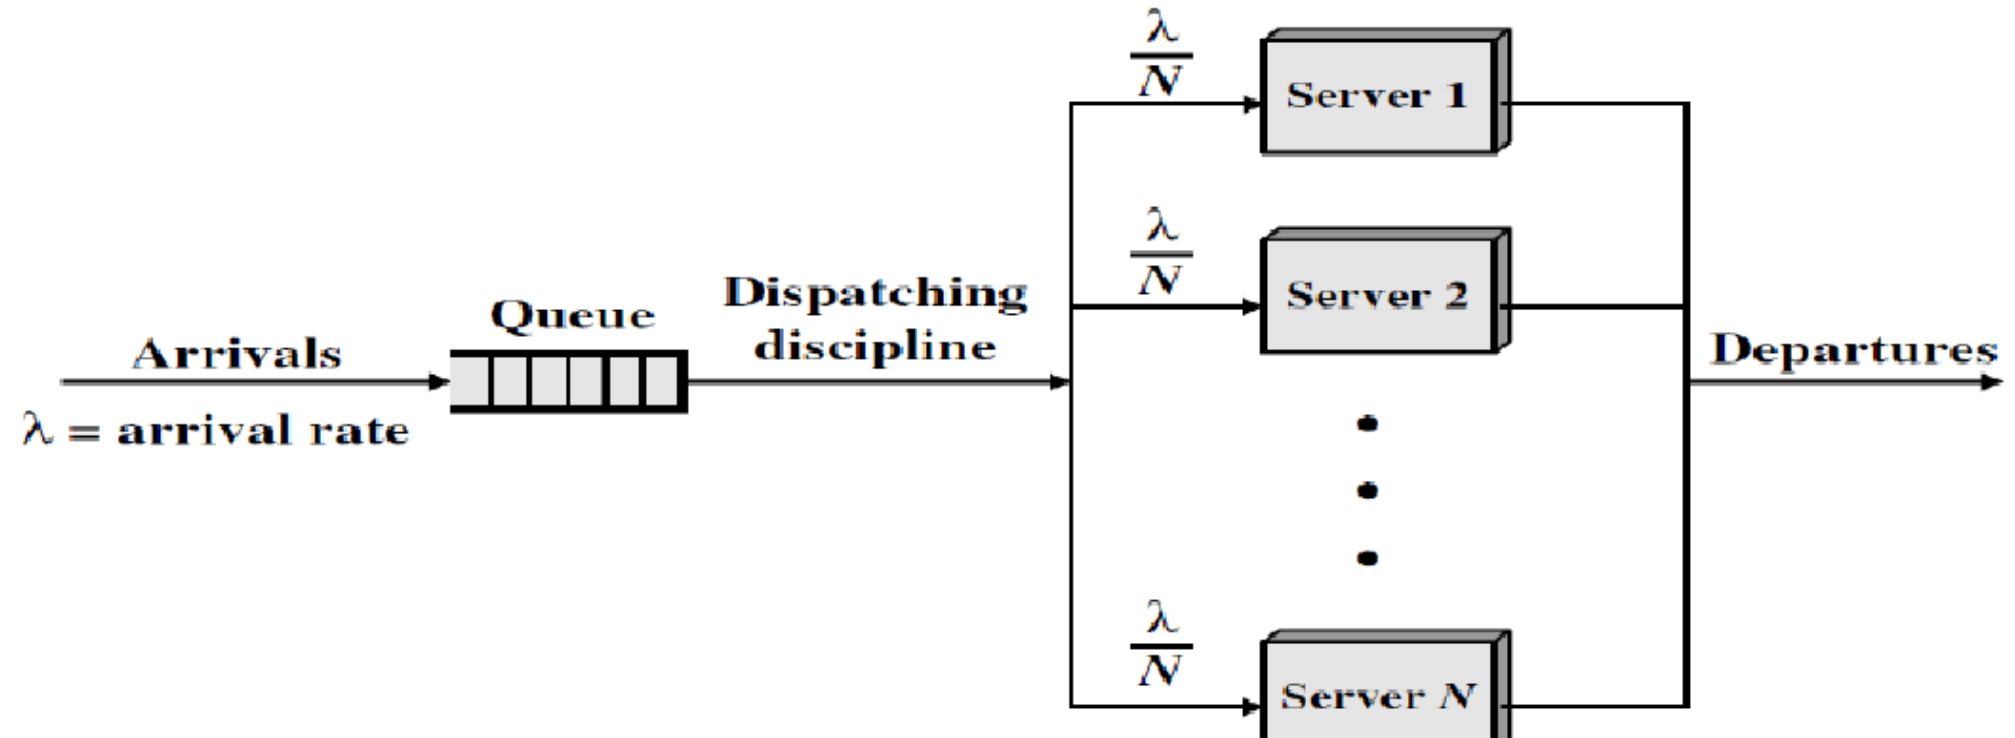 λ
N
Server 1
λ
N
Server 2
Dispatching
discipline
Queue
Arrivals
λ = arrival rate
Departures
λ
N
Server N